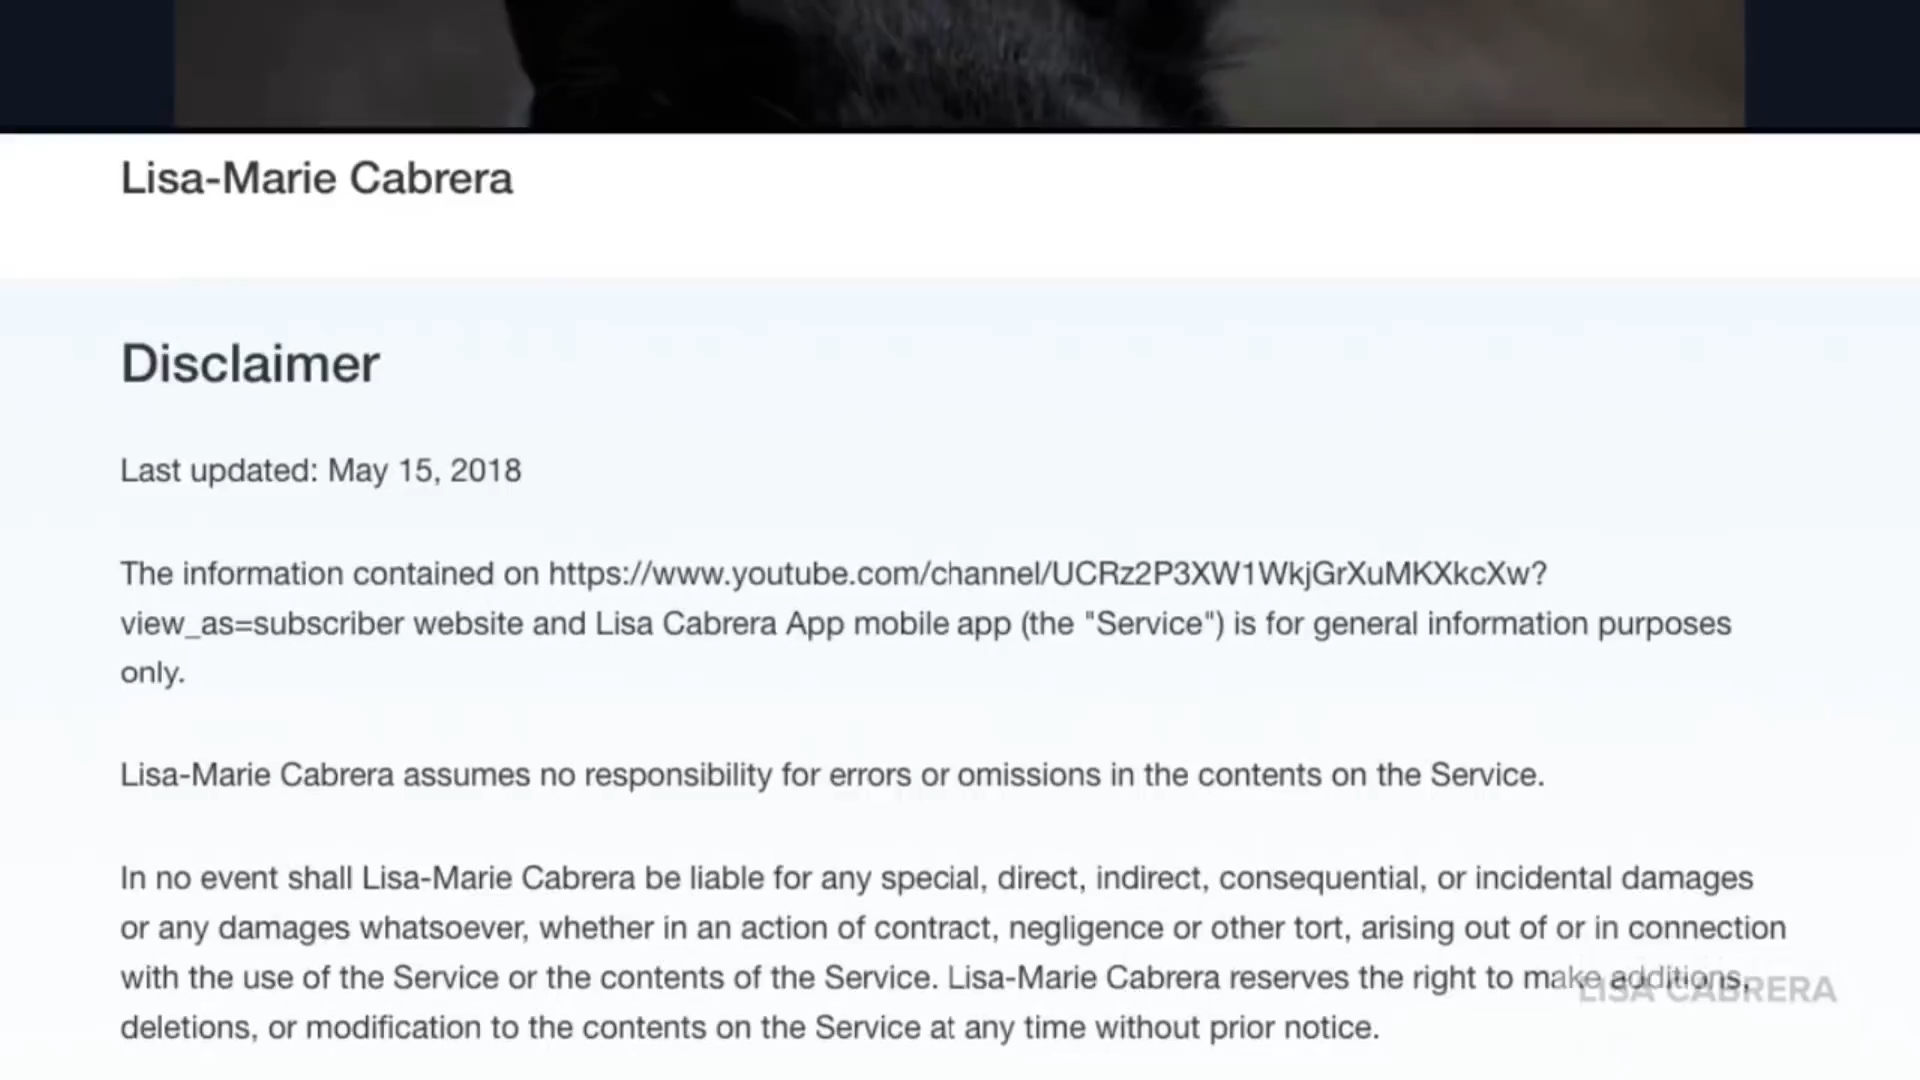 Lisa-Marie Cabrera
Disclaimer
Last updated: May 15, 2018
The information contained on https://www.youtube.com/channel/UCRz2P3XW1WkjGrXuMKXkcXw?
view_as=subscriber website and Lisa Cabrera App mobile app (the "Service") is for general information purposes
only.
Lisa-Marie Cabrera assumes no responsibility for errors or omissions in the contents on the Service.
In no event shall Lisa-Marie Cabrera be liable for any special, direct, indirect, consequential, or incidental damages
or any damages whatsoever, whether in an action of contract, negligence or other tort, arising out of or in connection
with the use of the Service or the contents of the Service. Lisa-Marie Cabrera reserves the right to make additions,
deletions, or modification to the contents on the Service at any time without prior notice.
LISA CABRERA